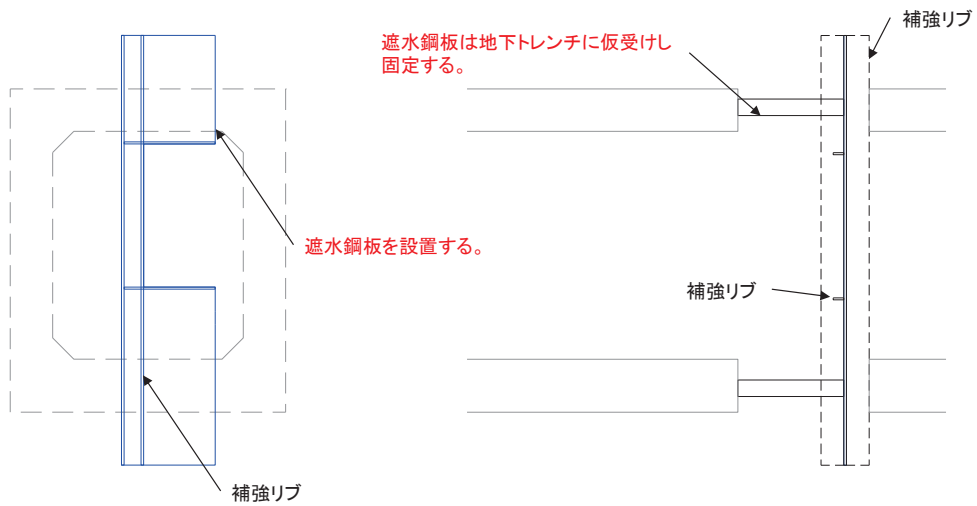 補強リブ
遮水鋼板は地下トレンチに仮受けし
固定する。
遮水鋼板を設置する。
補強リブ
補強リブ